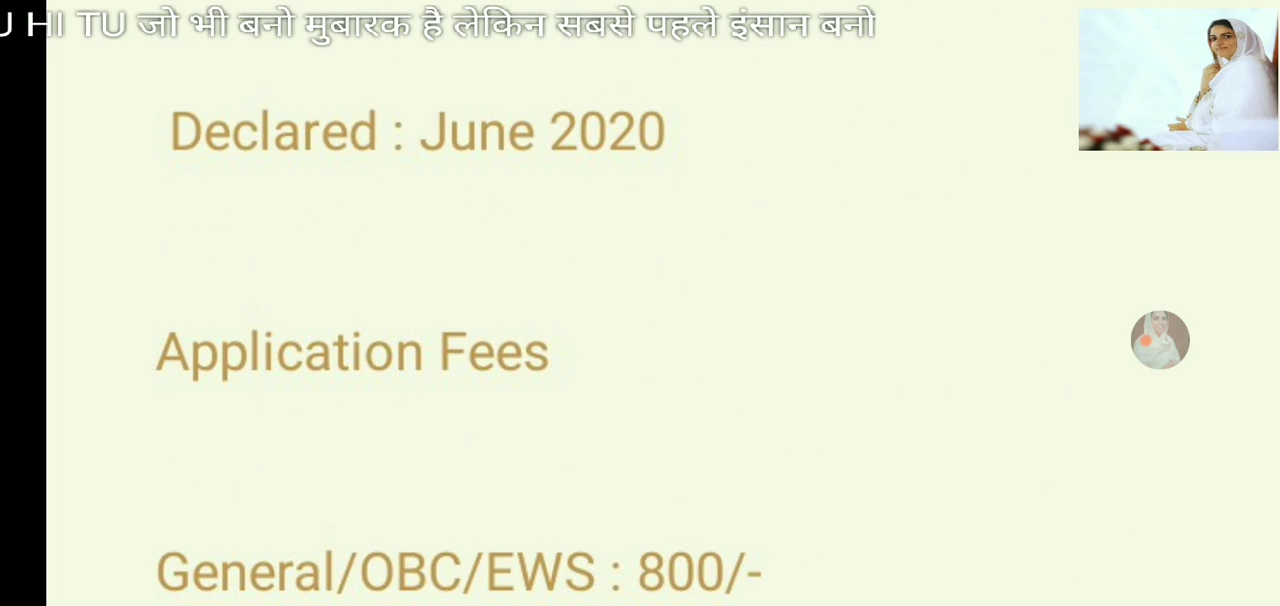 HI TU जो भी बनो मुबारक है लेकिन सबसे पहले इंसान बनो
Declared : June 2020
Application Fees
General/OBC/EWS : 800/-